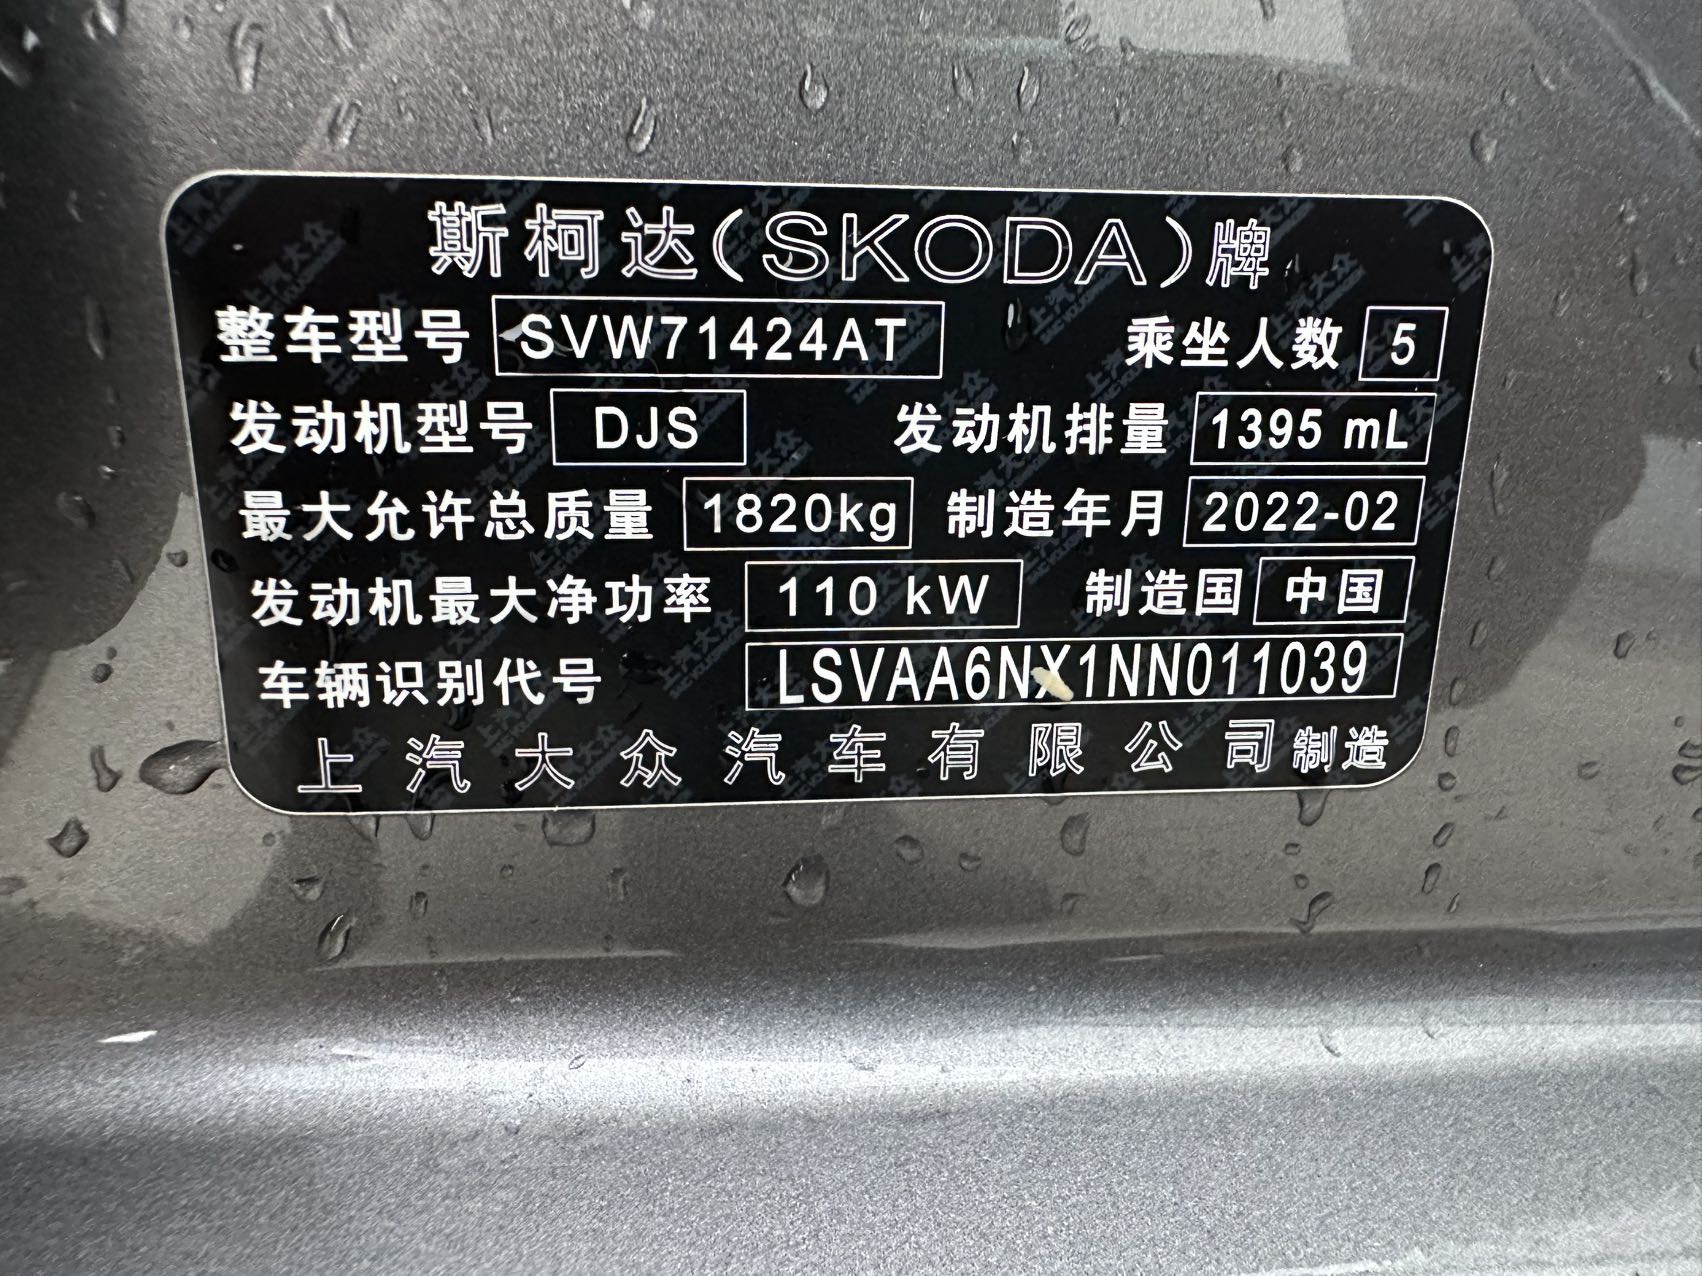 斯柯达(SKODA)牌
整车型号 SVW71424AT 乘坐人数 5
发动机型号 DJS 发动机排量 1395 mL
最大允许总质量 1820kg 制造年月 2022-02
发动机最大净功率 110 kW 制造国 中国
车辆识别代号 LSVAA6NX1NN011039
上汽大众汽车有限公司制造